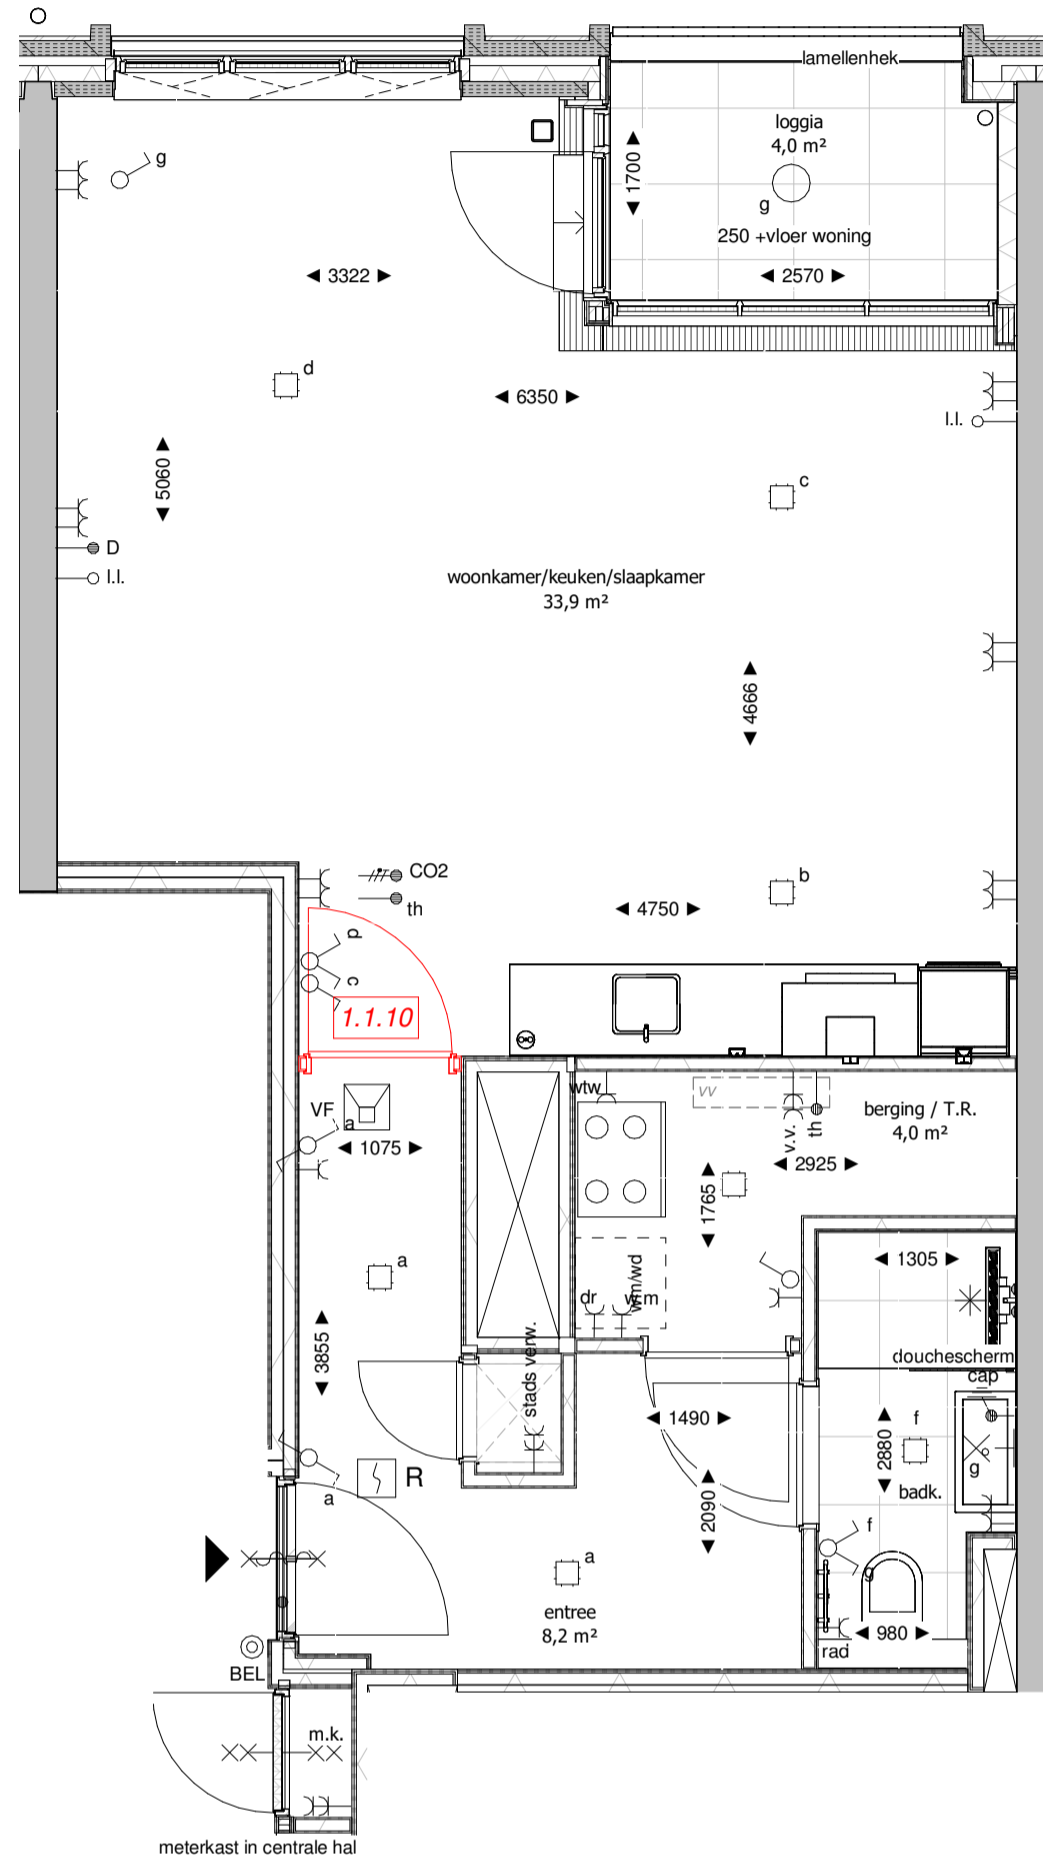 lamellenhek
loggia
4,0 m²
g
1700
g
250 +vloer woning
3322
2570
d
6350
l.l.
c
5060
D
l.l.
woonkamer/keuken/slaapkamer
33,9 m²
4666
CO2
b
th
4750
d
c
1.1.10
wtw
vv
berging / T.R.
4,0 m²
VF
a
v.v.
th
1075
2925
1765
a
1305
wm/wd
dr
wm
3855
stads verw.
douchescherm
cap
1490
f
2880
g
R
badk.
a
2090
f
g
a
entree
8,2 m²
980
rad
BEL
m.k.
meterkast in centrale hal